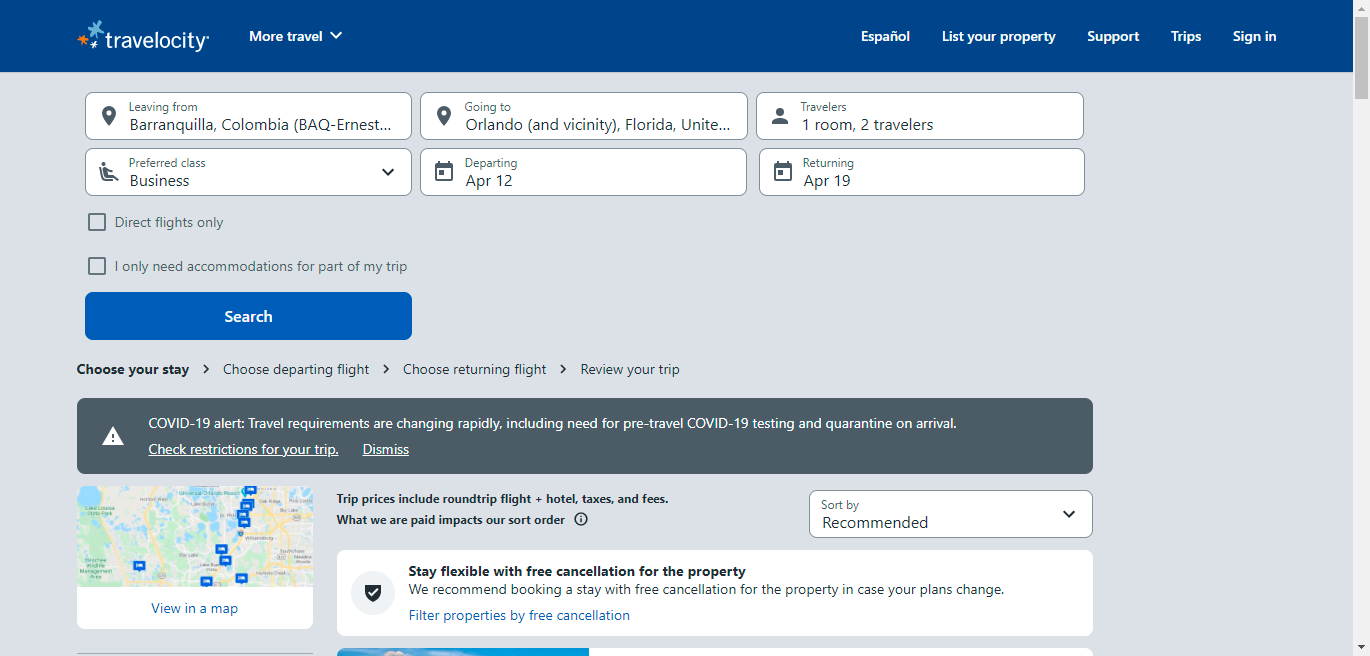 travelocity
More travel
Español
List your property
Support
Trips
Sign in
Leaving from
Barranquilla, Colombia (BAQ-Ernest...
Going to
Orlando (and vicinity), Florida, Unite...
Travelers
1 room, 2 travelers
Preferred class
Business
Departing
Apr 12
Returning
Apr 19
Direct flights only
I only need accommodations for part of my trip
Search
Choose your stay
Choose departing flight
Choose returning flight
Review your trip
COVID-19 alert: Travel requirements are changing rapidly, including need for pre-travel COVID-19 testing and quarantine on arrival.
Check restrictions for your trip.
Dismiss
View in a map
Trip prices include roundtrip flight + hotel, taxes, and fees.
What we are paid impacts our sort order
Sort by
Recommended
Stay flexible with free cancellation for the property
We recommend booking a stay with free cancellation for the property in case your plans change.
Filter properties by free cancellation